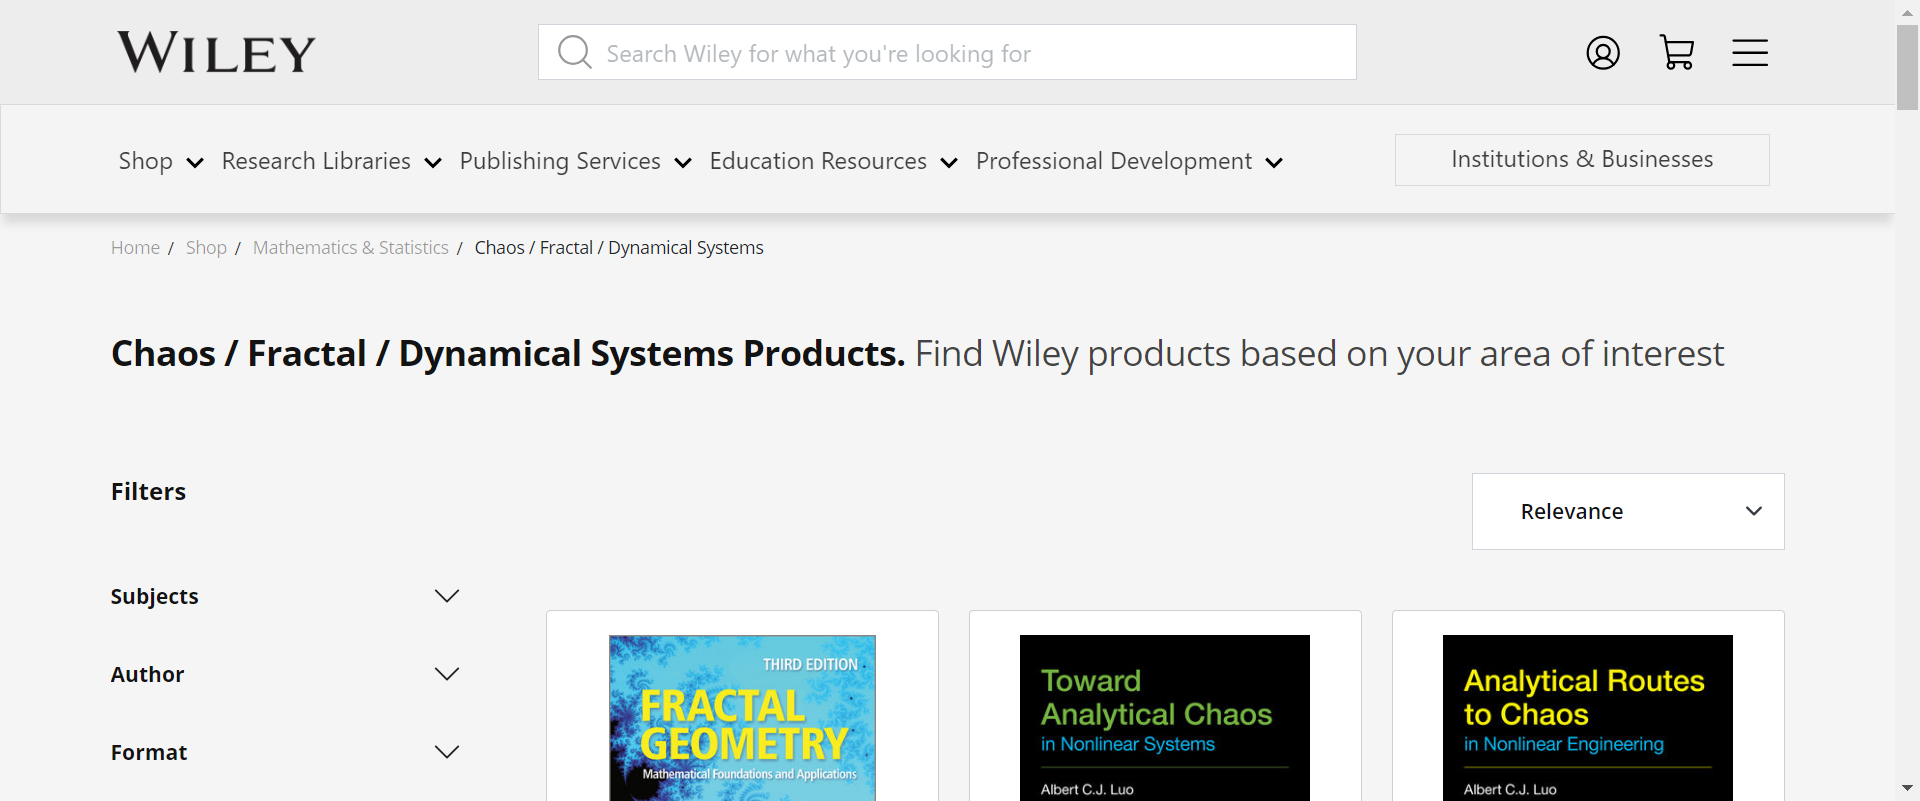 WILEY
Search Wiley for what you're looking for
Shop Research Libraries Publishing Services Education Resources Professional Development Institutions & Businesses
Home / Shop / Mathematics & Statistics / Chaos / Fractal / Dynamical Systems
Chaos / Fractal / Dynamical Systems Products. Find Wiley products based on your area of interest
Filters
Relevance
Subjects
Author
Format
THIRD EDITION
FRACTAL
GEOMETRY
Mathematical Foundations and Applications
Toward
Analytical Chaos
in Nonlinear Systems
Albert C.J. Luo
Analytical Routes
to Chaos
in Nonlinear Engineering
Albert C.J. Luo